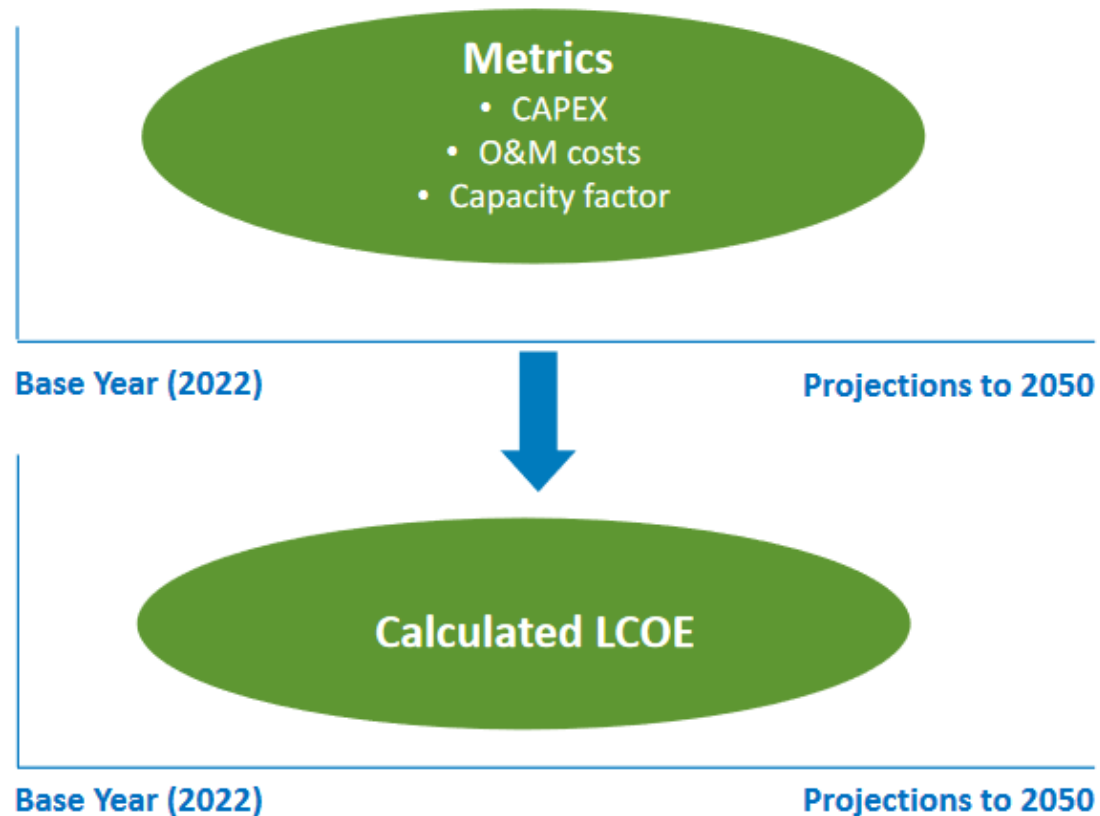 Metrics
• CAPEX
• O&M costs
• Capacity factor
Base Year (2022)
Projections to 2050
Calculated LCOE
Base Year (2022)
Projections to 2050